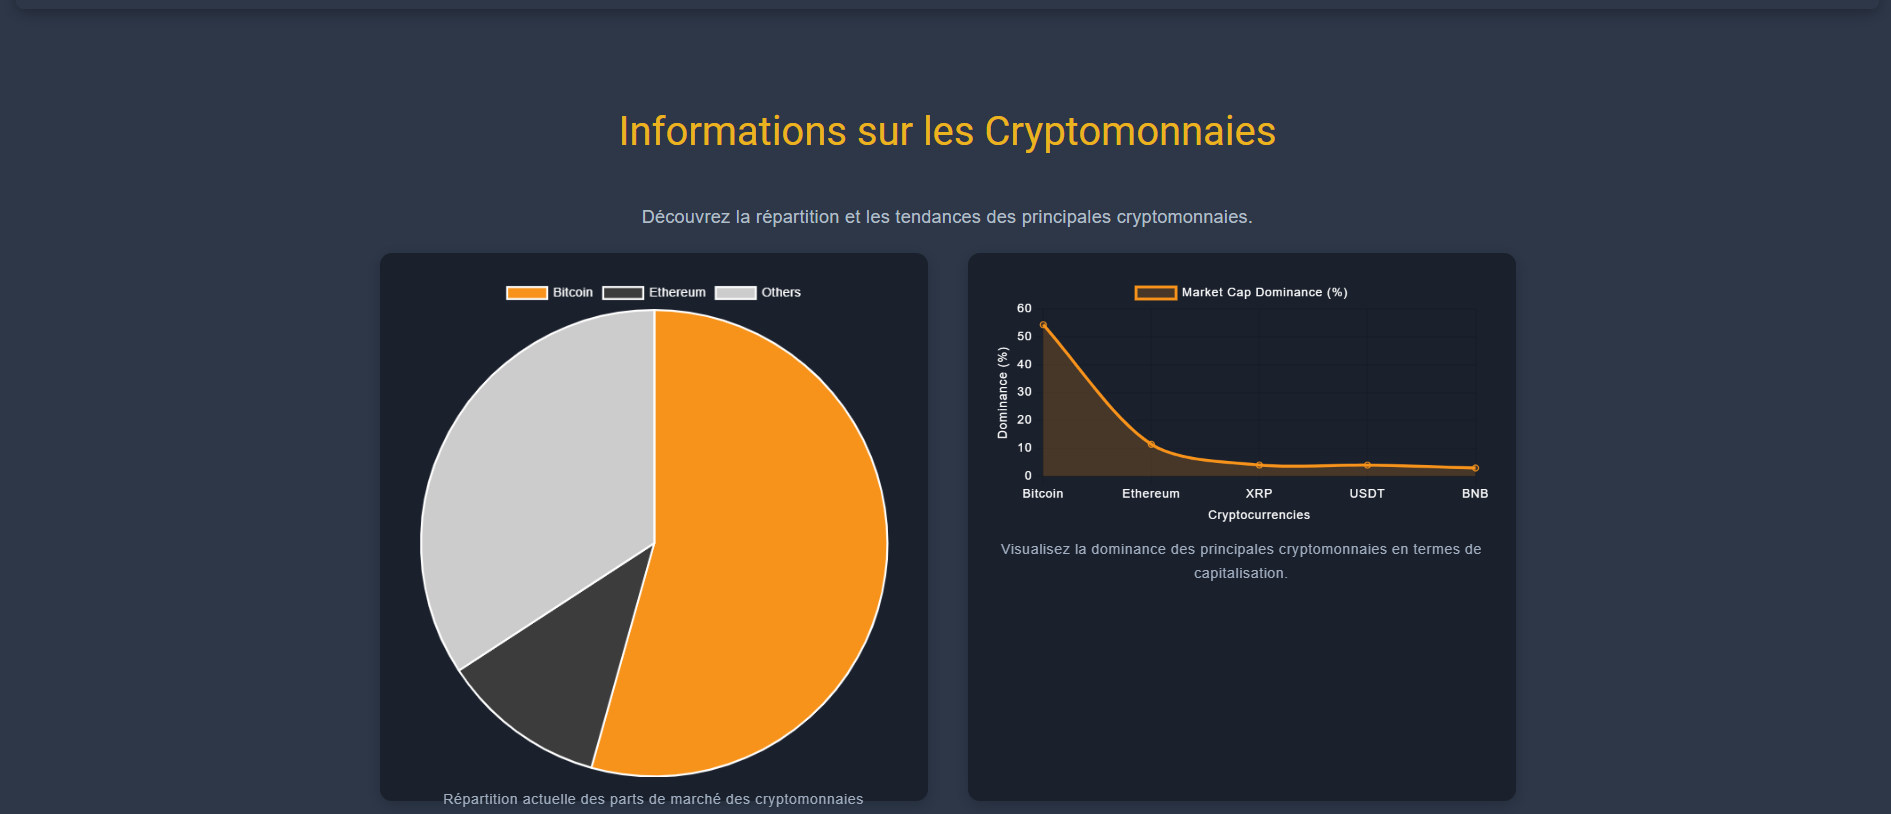 Informations sur les Cryptomonnaies
Découvrez la répartition et les tendances des principales cryptomonnaies.
Bitcoin Ethereum Others
Répartition actuelle des parts de marché des cryptomonnaies
Market Cap Dominance (%)
Dominance (%)
60
50
40
30
20
10
0
Bitcoin Ethereum XRP USDT BNB
Cryptocurrencies
Visualisez la dominance des principales cryptomonnaies en termes de
capitalisation.